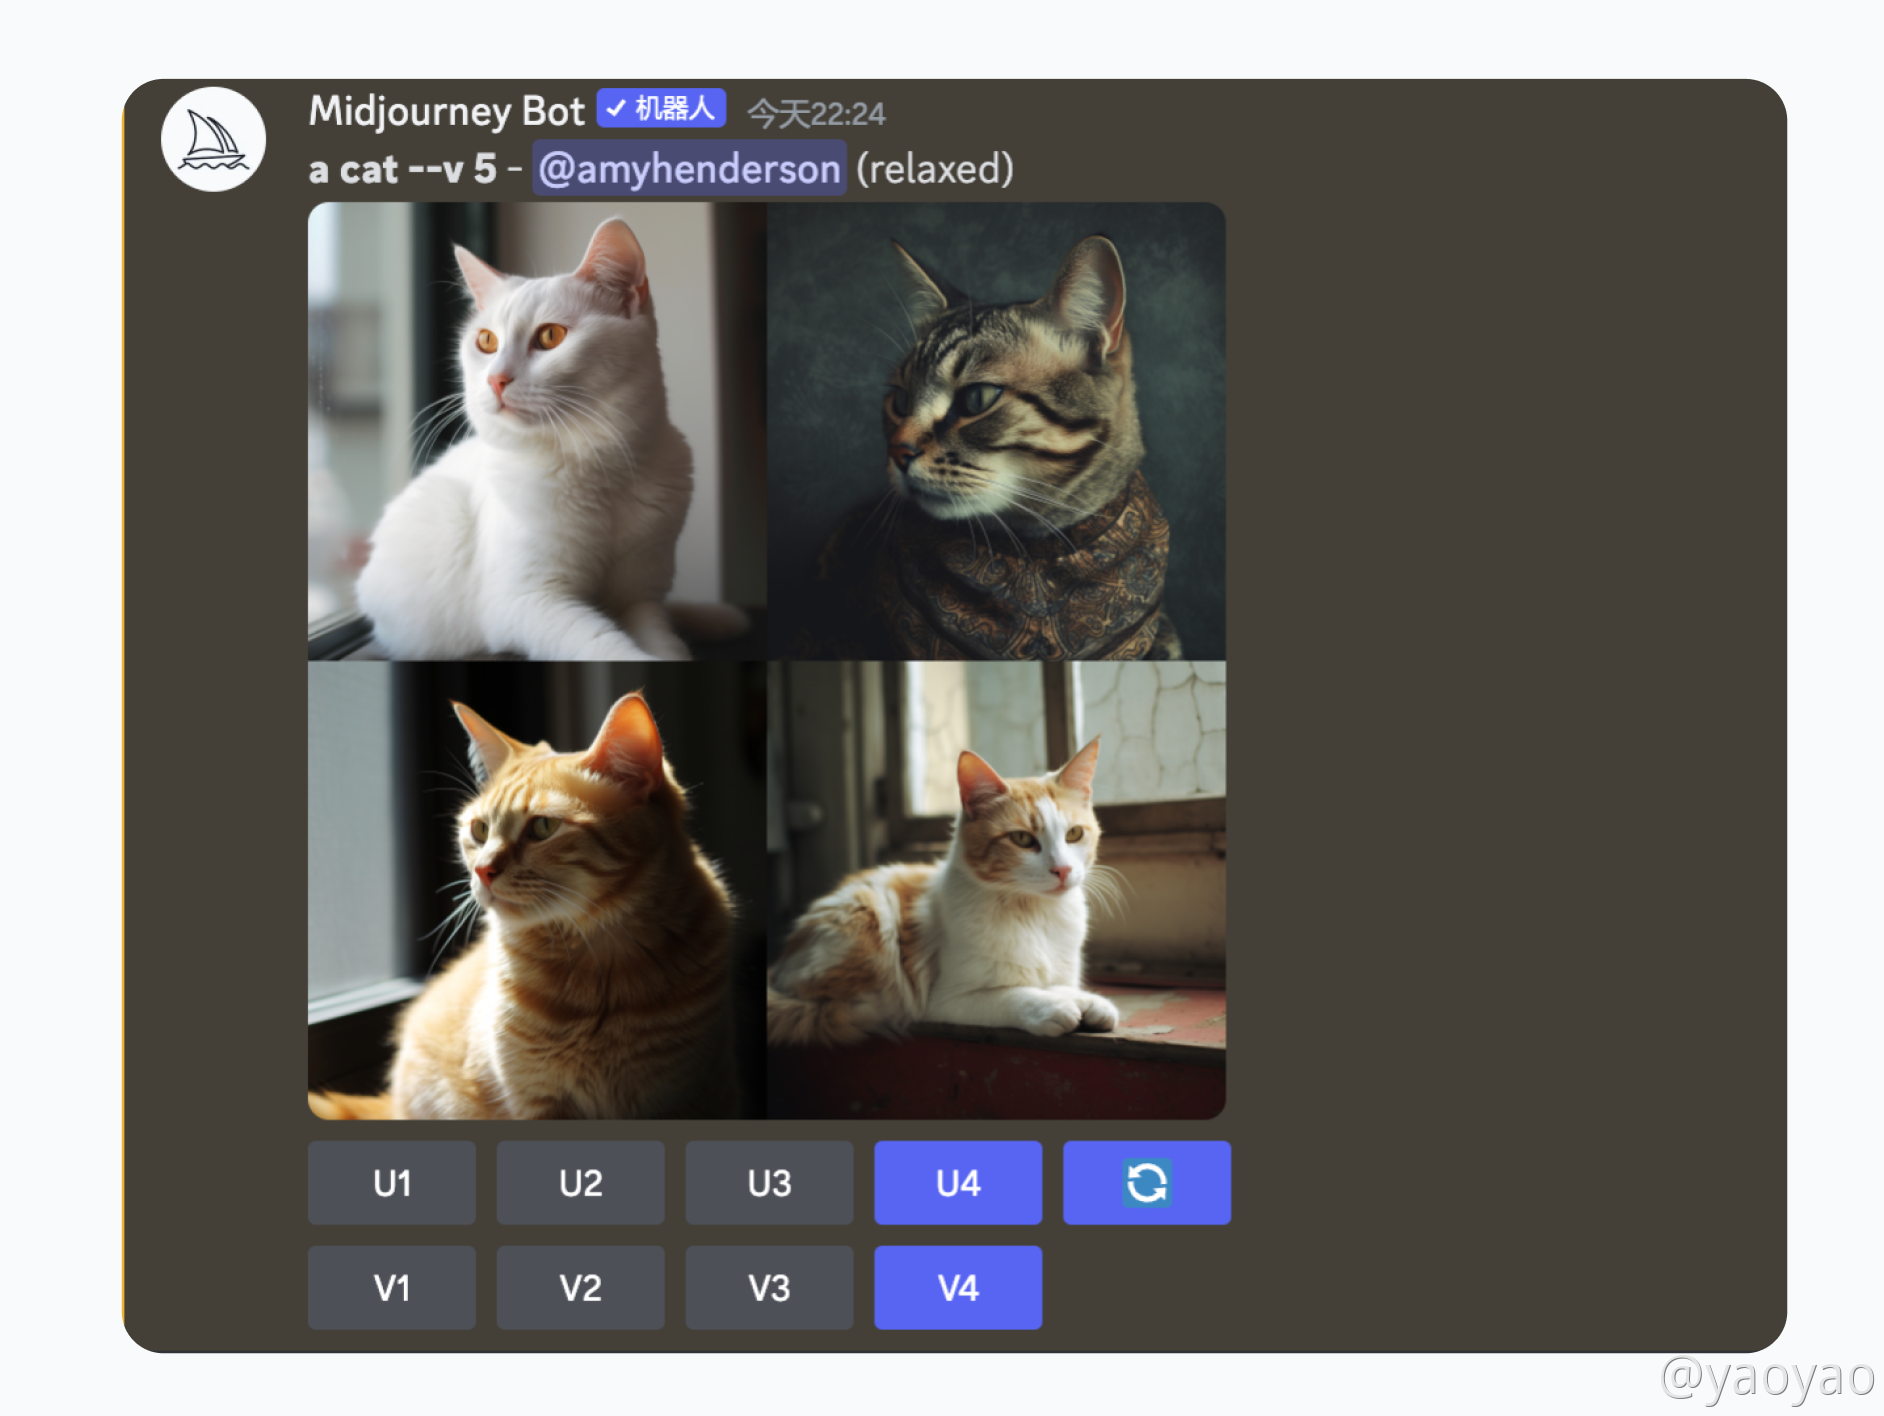 Midjourney Bot ✓ 机器人 今天22:24
a cat --v 5 - @amyhenderson (relaxed)
U1 U2 U3 U4
V1 V2 V3 V4
@yaoyao